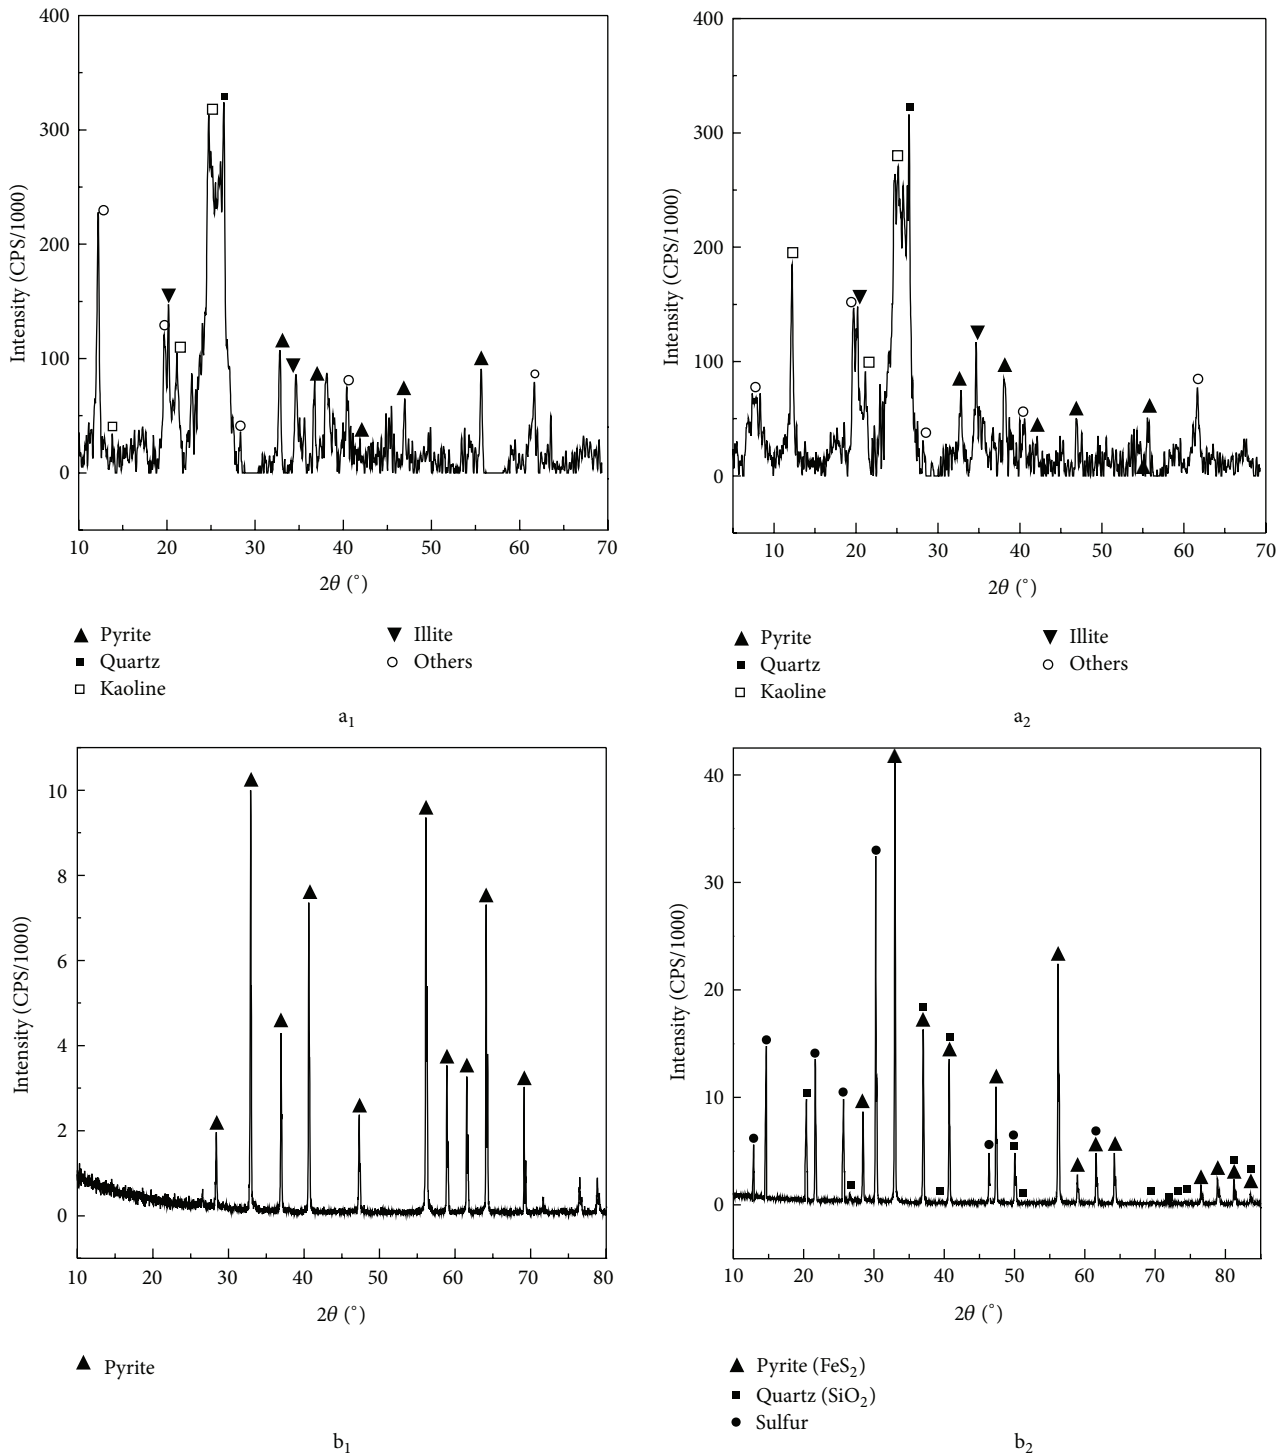 400
300
200
100
0
Intensity (CPS/1000)
10 20 30 40 50 60 70
2θ (°)
▲ Pyrite
■ Quartz
□ Kaoline
▼ Illite
○ Others
a₁
400
300
200
100
0
Intensity (CPS/1000)
10 20 30 40 50 60 70
2θ (°)
▲ Pyrite
■ Quartz
□ Kaoline
▼ Illite
○ Others
a₂
10
8
6
4
2
0
Intensity (CPS/1000)
10 20 30 40 50 60 70 80
2θ (°)
▲ Pyrite
b₁
40
30
20
10
0
Intensity (CPS/1000)
10 20 30 40 50 60 70 80
2θ (°)
▲ Pyrite (FeS₂)
■ Quartz (SiO₂)
● Sulfur
b₂